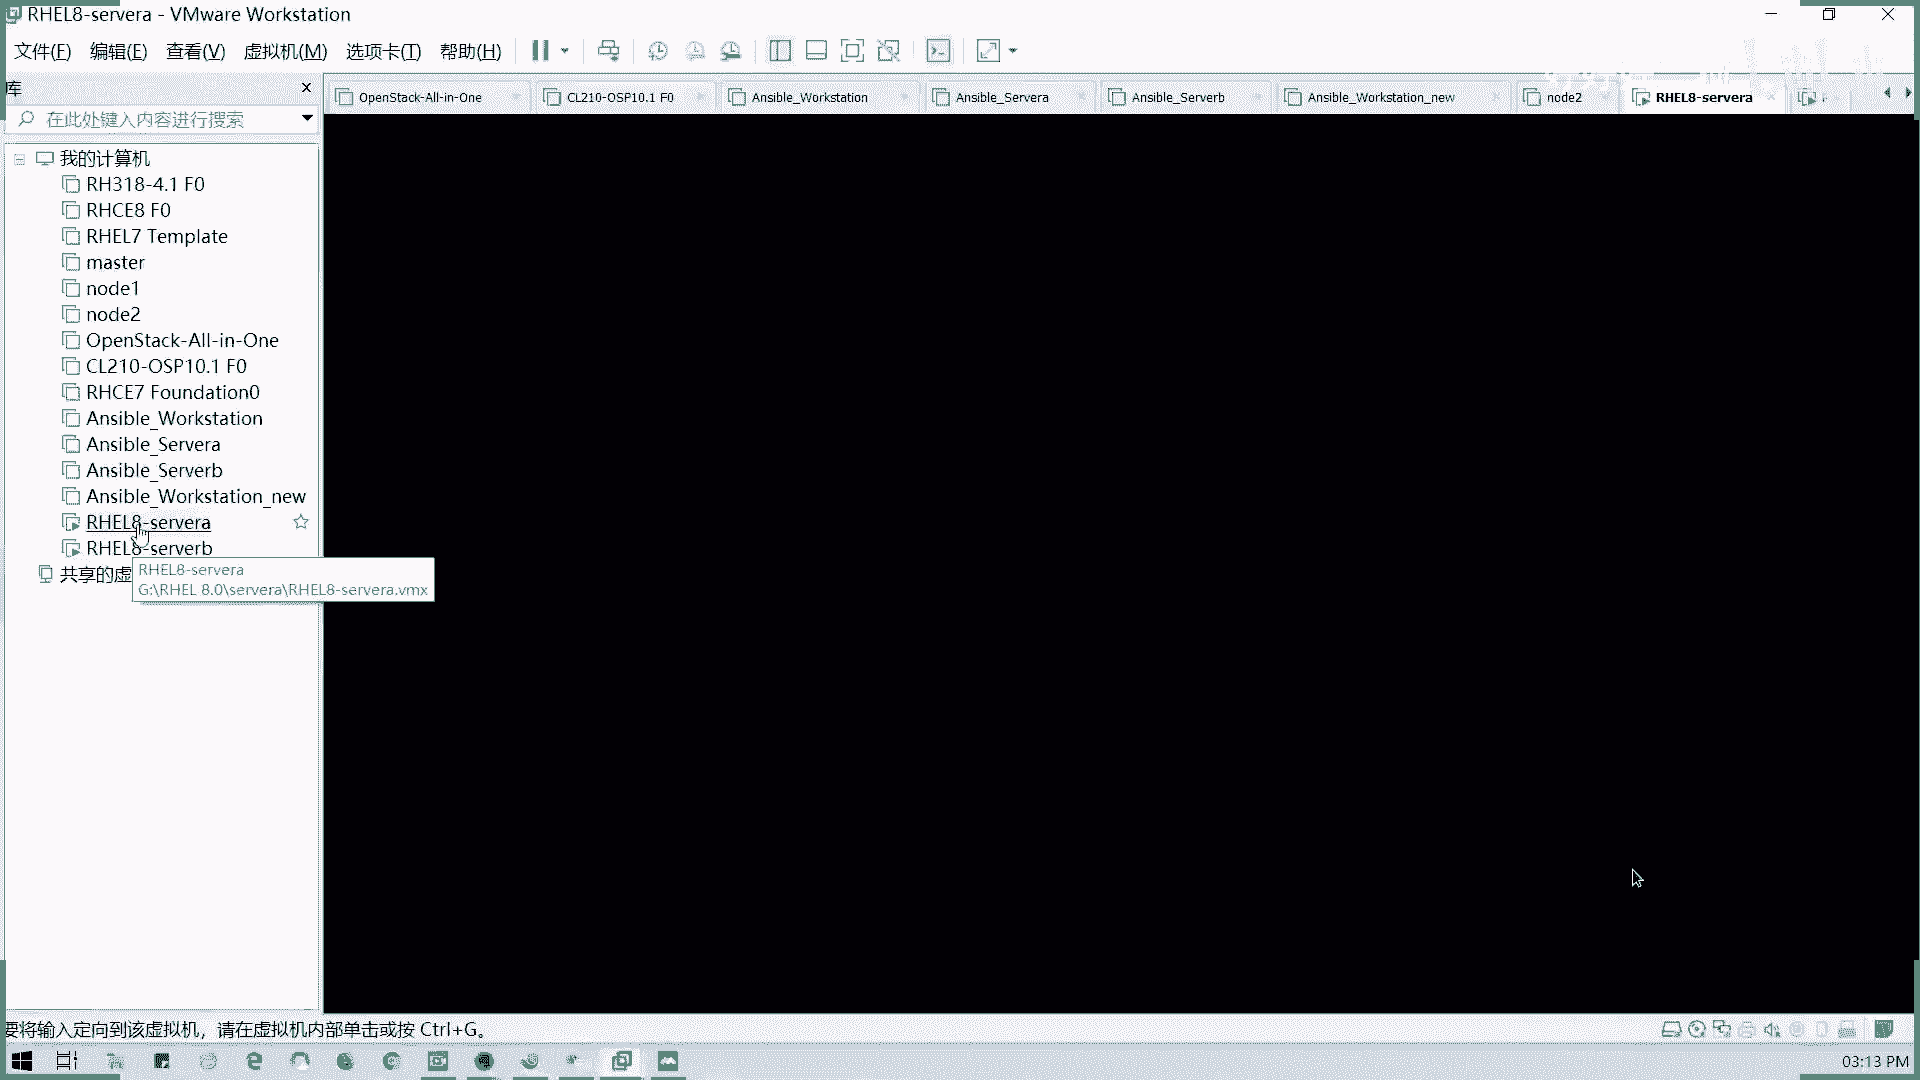 RHEL8-servera - VMware Workstation
文件(F) 编辑(E) 查看(V) 虚拟机(M) 选项卡(T) 帮助(H)
库
在此处键入内容进行搜索
OpenStack-All-in-One
CL210-OSP10.1 F0
Ansible_Workstation
Ansible_Servera
Ansible_Serverb
Ansible_Workstation_new
node2
RHEL8-servera
我的计算机
RH318-4.1 F0
RHCE8 F0
RHEL7 Template
master
node1
node2
OpenStack-All-in-One
CL210-OSP10.1 F0
RHCE7 Foundation0
Ansible_Workstation
Ansible_Servera
Ansible_Serverb
Ansible_Workstation_new
RHEL8-servera
RHEL8-serverb
共享的虚
RHEL8-servera
G:\RHEL 8.0\servera\RHEL8-servera.vmx
要将输入定向到该虚拟机，请在虚拟机内部单击或按 Ctrl+G。
03:13 PM